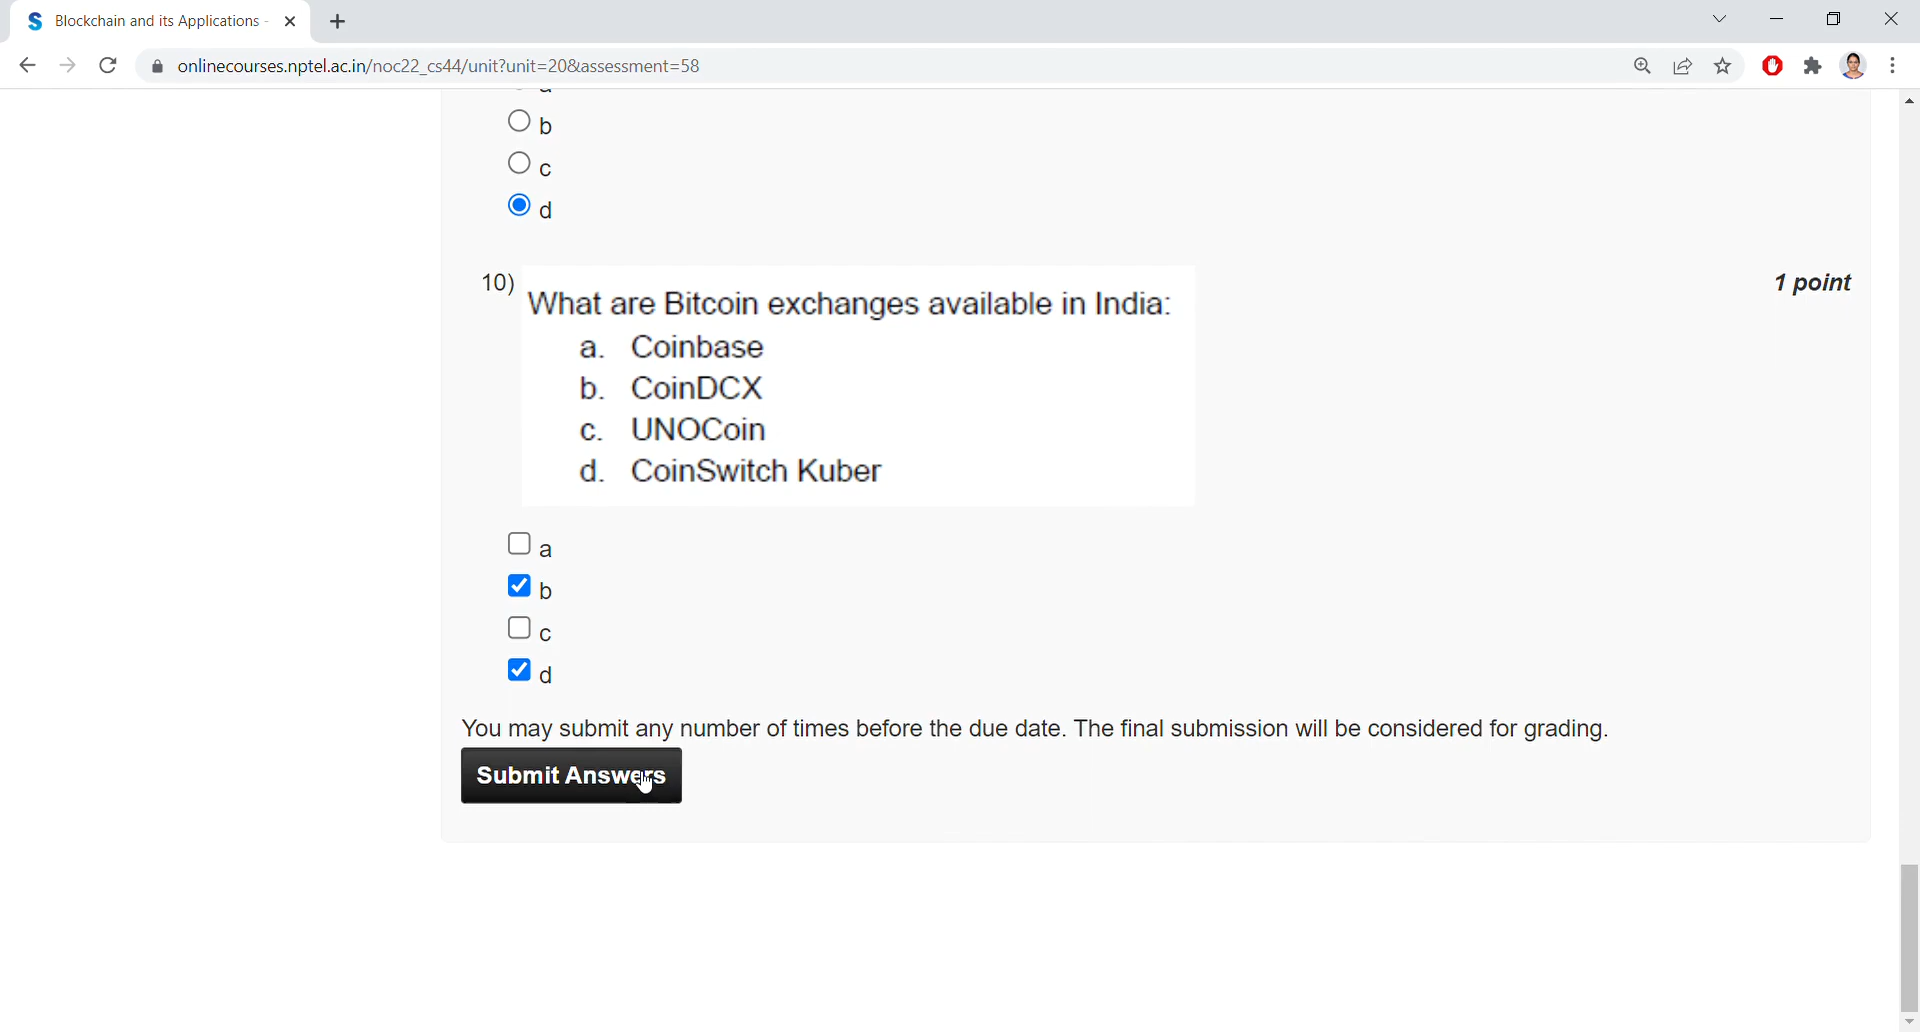 Blockchain and its Applications -
onlinecourses.nptel.ac.in/noc22_cs44/unit?unit=20&assessment=58
b
c
d
10)
1 point
What are Bitcoin exchanges available in India:
a. Coinbase
b. CoinDCX
c. UNOCoin
d. CoinSwitch Kuber
a
b
c
d
You may submit any number of times before the due date. The final submission will be considered for grading.
Submit Answers